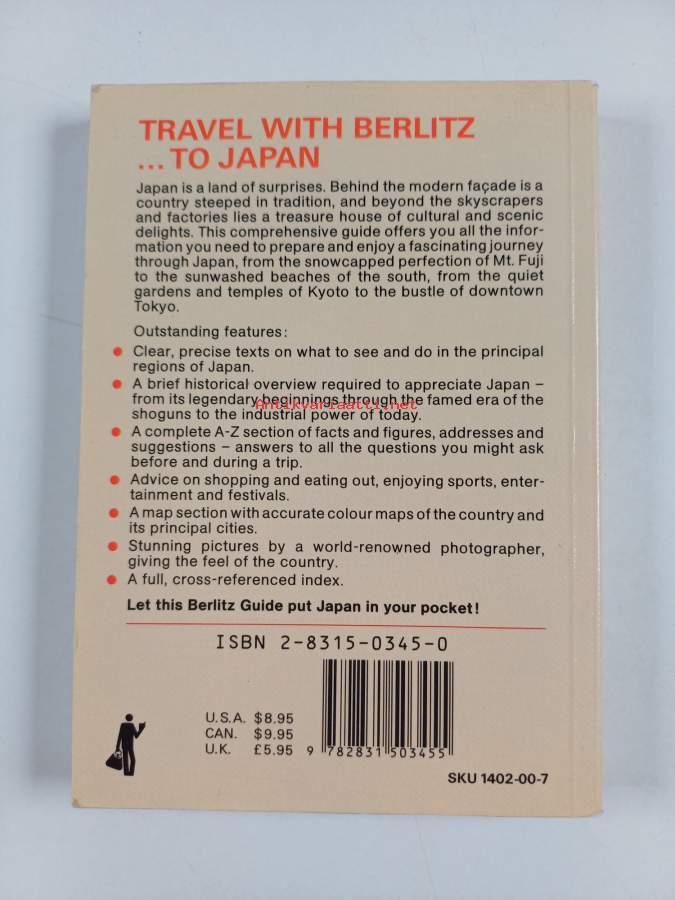 TRAVEL WITH BERLITZ
... TO JAPAN
Japan is a land of surprises. Behind the modern façade is a
country steeped in tradition, and beyond the skyscrapers
and factories lies a treasure house of cultural and scenic
delights. This comprehensive guide offers you all the infor-
mation you need to prepare and enjoy a fascinating journey
through Japan, from the snowcapped perfection of Mt. Fuji
to the sunwashed beaches of the south, from the quiet
gardens and temples of Kyoto to the bustle of downtown
Tokyo.
Outstanding features:
● Clear, precise texts on what to see and do in the principal
regions of Japan.
● A brief historical overview required to appreciate Japan –
from its legendary beginnings through the famed era of the
Antikvariaatti.net
shoguns to the industrial power of today.
● A complete A-Z section of facts and figures, addresses and
suggestions – answers to all the questions you might ask
before and during a trip.
● Advice on shopping and eating out, enjoying sports, enter-
tainment and festivals.
● A map section with accurate colour maps of the country and
its principal cities.
● Stunning pictures by a world-renowned photographer,
giving the feel of the country.
● A full, cross-referenced index.
Let this Berlitz Guide put Japan in your pocket!
ISBN 2-8315-0345-0
U.S.A. $8.95
CAN. $9.95
U.K. £5.95
9 782831 503455
SKU 1402-00-7